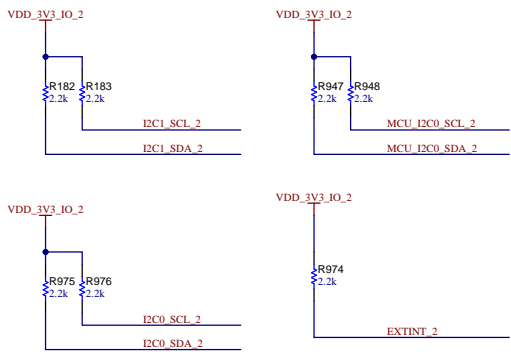 VDD_3V3_IO_2
R182
2.2k
R183
2.2k
I2C1_SCL_2
I2C1_SDA_2
VDD_3V3_IO_2
R947
2.2k
R948
2.2k
MCU_I2C0_SCL_2
MCU_I2C0_SDA_2
VDD_3V3_IO_2
R975
2.2k
R976
2.2k
I2C0_SCL_2
I2C0_SDA_2
VDD_3V3_IO_2
R974
2.2k
EXTINT_2